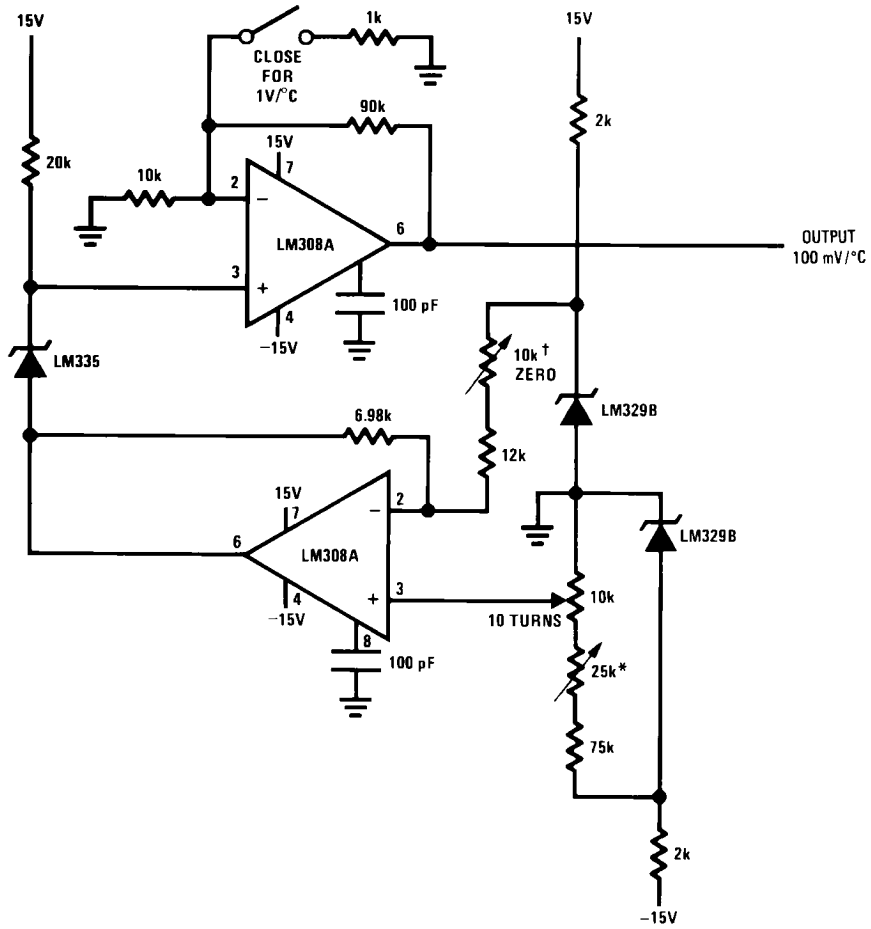 15V
1k
15V
CLOSE
FOR
1V/°C
90k
2k
20k
15V
7
10k
2
−
6
LM308A
OUTPUT
100 mV/°C
3
+
4
−15V
100 pF
LM335
10k†
ZERO
LM329B
6.98k
12k
15V
7
2
−
LM329B
6
LM308A
4
−15V
+
3
10 TURNS
10k
8
100 pF
25k*
75k
2k
−15V